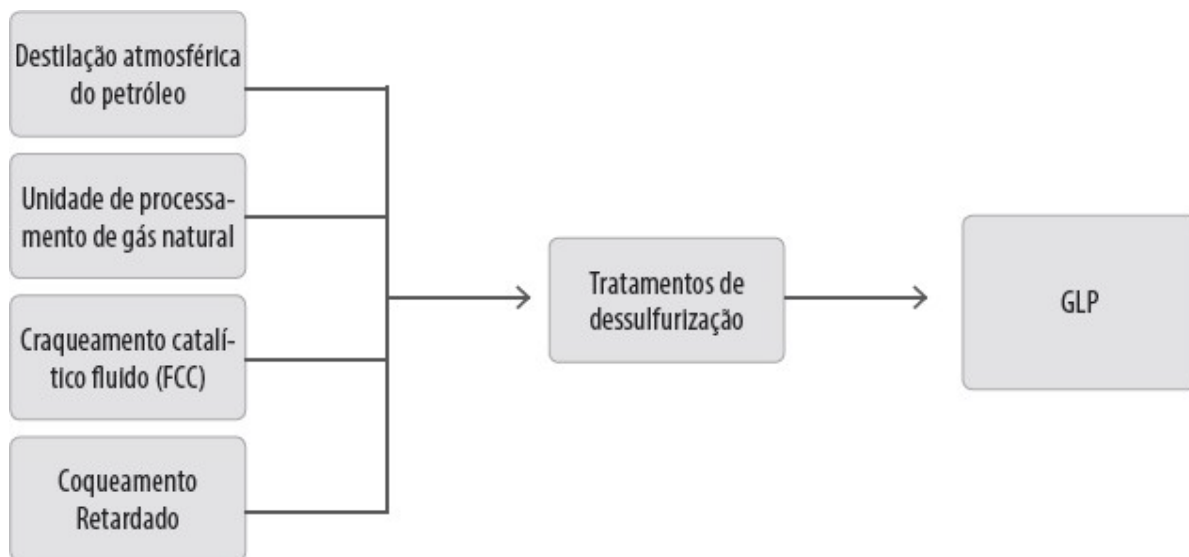 Destilação atmosférica
do petróleo
Unidade de processa-
mento de gás natural
Craqueamento catalí-
tico fluido (FCC)
Coqueamento
Retardado
Tratamentos de
dessulfurização
GLP